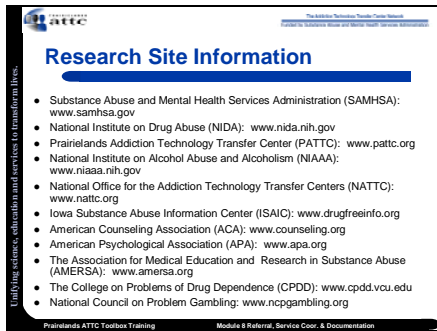 PRAIRIELANDS
attc
The Addiction Technology Transfer Center Network
Funded by Substance Abuse and Mental Health Services Administration
Unifying science, education and services to transform lives.
Research Site Information
● Substance Abuse and Mental Health Services Administration (SAMHSA):
www.samhsa.gov
● National Institute on Drug Abuse (NIDA):  www.nida.nih.gov
● Prairielands Addiction Technology Transfer Center (PATTC):  www.pattc.org
● National Institute on Alcohol Abuse and Alcoholism (NIAAA):
www.niaaa.nih.gov
● National Office for the Addiction Technology Transfer Centers (NATTC):
www.nattc.org
● Iowa Substance Abuse Information Center (ISAIC): www.drugfreeinfo.org
● American Counseling Association (ACA): www.counseling.org
● American Psychological Association (APA): www.apa.org
● The Association for Medical Education and  Research in Substance Abuse
(AMERSA):  www.amersa.org
● The College on Problems of Drug Dependence (CPDD): www.cpdd.vcu.edu
● National Council on Problem Gambling: www.ncpgambling.org
Prairelands ATTC Toolbox Training
Module 8 Referral, Service Coor. & Documentation